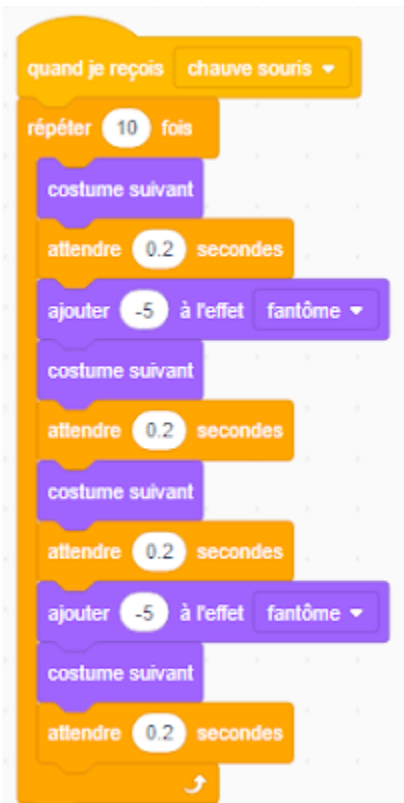 quand je reçois chauve souris
répéter 10 fois
costume suivant
attendre 0.2 secondes
ajouter -5 à l'effet fantôme
costume suivant
attendre 0.2 secondes
costume suivant
attendre 0.2 secondes
ajouter -5 à l'effet fantôme
costume suivant
attendre 0.2 secondes